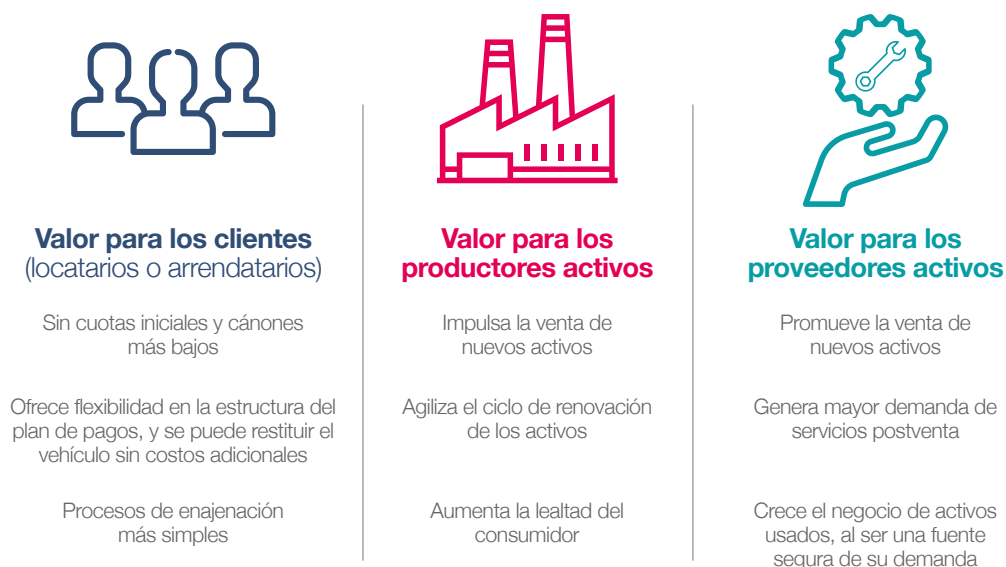 Valor para los clientes
(locatarios o arrendatarios)
Sin cuotas iniciales y cánones
más bajos
Ofrece flexibilidad en la estructura del
plan de pagos, y se puede restituir el
vehículo sin costos adicionales
Procesos de enajenación
más simples
Valor para los
productores activos
Impulsa la venta de
nuevos activos
Agiliza el ciclo de renovación
de los activos
Aumenta la lealtad del
consumidor
Valor para los
proveedores activos
Promueve la venta de
nuevos activos
Genera mayor demanda de
servicios postventa
Crece el negocio de activos
usados, al ser una fuente
segura de su demanda